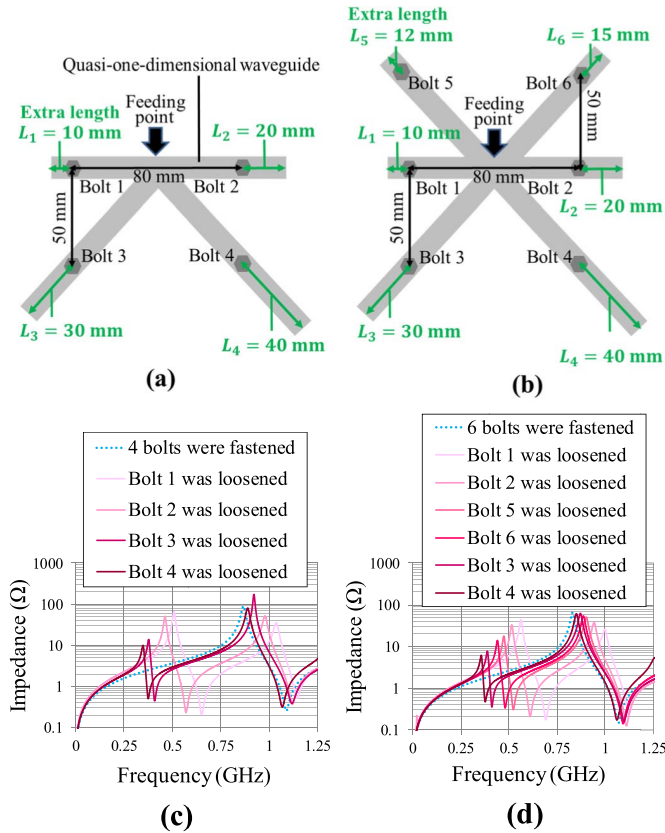 (a)
Quasi-one-dimensional waveguide
Extra length
L₁ = 10 mm
Feeding
point
L₂ = 20 mm
Bolt 1
80 mm
Bolt 2
50 mm
Bolt 3
Bolt 4
L₃ = 30 mm
L₄ = 40 mm
(b)
Extra length
L₅ = 12 mm
L₆ = 15 mm
Bolt 5
Bolt 6
Feeding
point
50 mm
L₁ = 10 mm
Bolt 1
80 mm
Bolt 2
L₂ = 20 mm
50 mm
Bolt 3
Bolt 4
L₃ = 30 mm
L₄ = 40 mm
4 bolts were fastened
Bolt 1 was loosened
Bolt 2 was loosened
Bolt 3 was loosened
Bolt 4 was loosened
Impedance (Ω)
1000
100
10
1
0.1
0 0.25 0.5 0.75 1 1.25
Frequency (GHz)
(c)
6 bolts were fastened
Bolt 1 was loosened
Bolt 2 was loosened
Bolt 5 was loosened
Bolt 6 was loosened
Bolt 3 was loosened
Bolt 4 was loosened
Impedance (Ω)
1000
100
10
1
0.1
0 0.25 0.5 0.75 1 1.25
Frequency (GHz)
(d)